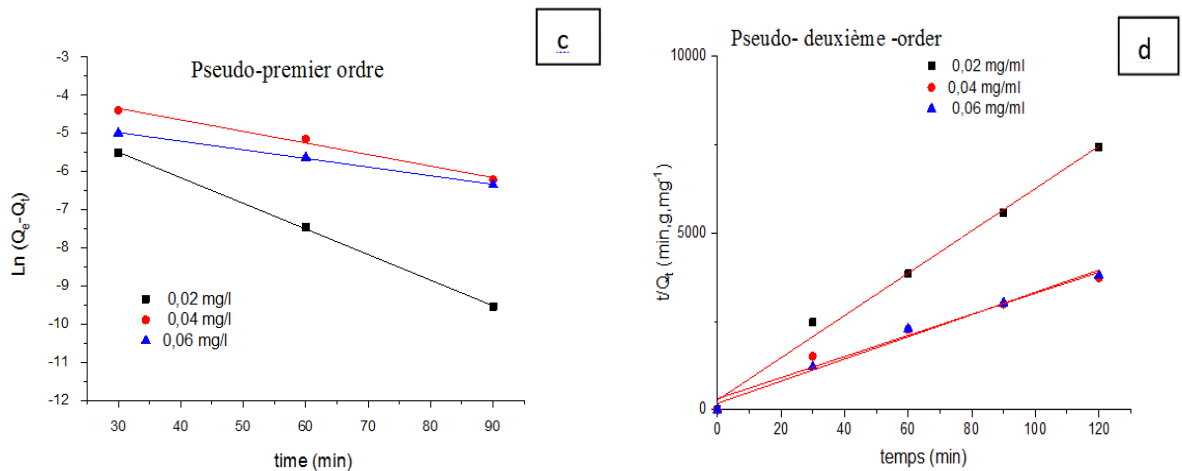 c
Pseudo-premier ordre
-3
-4
-5
-6
-7
-8
-9
-10
-11
-12
Ln (Qe-Qt)
0,02 mg/l
0,04 mg/l
0,06 mg/l
30 40 50 60 70 80 90
time (min)
d
Pseudo- deuxième -order
0,02 mg/ml
0,04 mg/ml
0,06 mg/ml
10000
5000
0
t/Qt (min,g,mg-1)
0 20 40 60 80 100 120
temps (min)